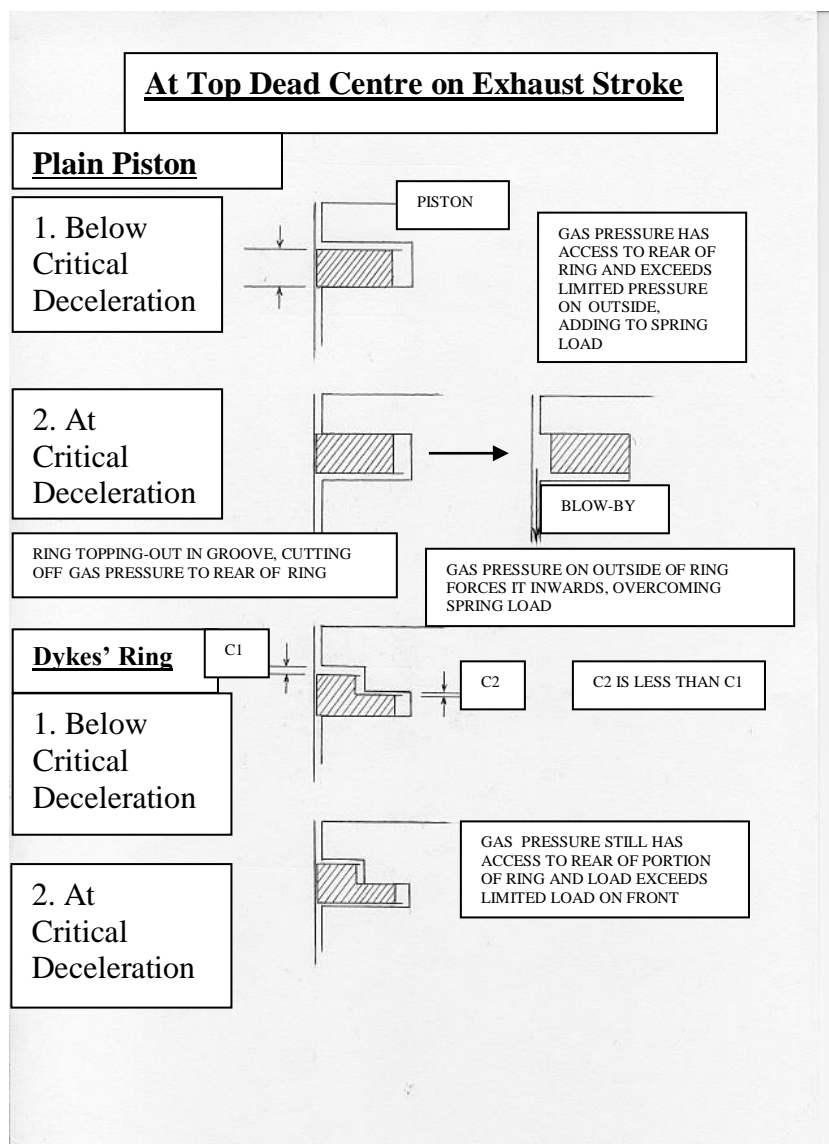 At Top Dead Centre on Exhaust Stroke
Plain Piston
1. Below
Critical
Deceleration
PISTON
GAS PRESSURE HAS
ACCESS TO REAR OF
RING AND EXCEEDS
LIMITED PRESSURE
ON OUTSIDE,
ADDING TO SPRING
LOAD
2. At
Critical
Deceleration
BLOW-BY
RING TOPPING-OUT IN GROOVE, CUTTING
OFF GAS PRESSURE TO REAR OF RING
GAS PRESSURE ON OUTSIDE OF RING
FORCES IT INWARDS, OVERCOMING
SPRING LOAD
Dykes’ Ring
C1
C2
C2 IS LESS THAN C1
1. Below
Critical
Deceleration
2. At
Critical
Deceleration
GAS PRESSURE STILL HAS
ACCESS TO REAR OF PORTION
OF RING AND LOAD EXCEEDS
LIMITED LOAD ON FRONT